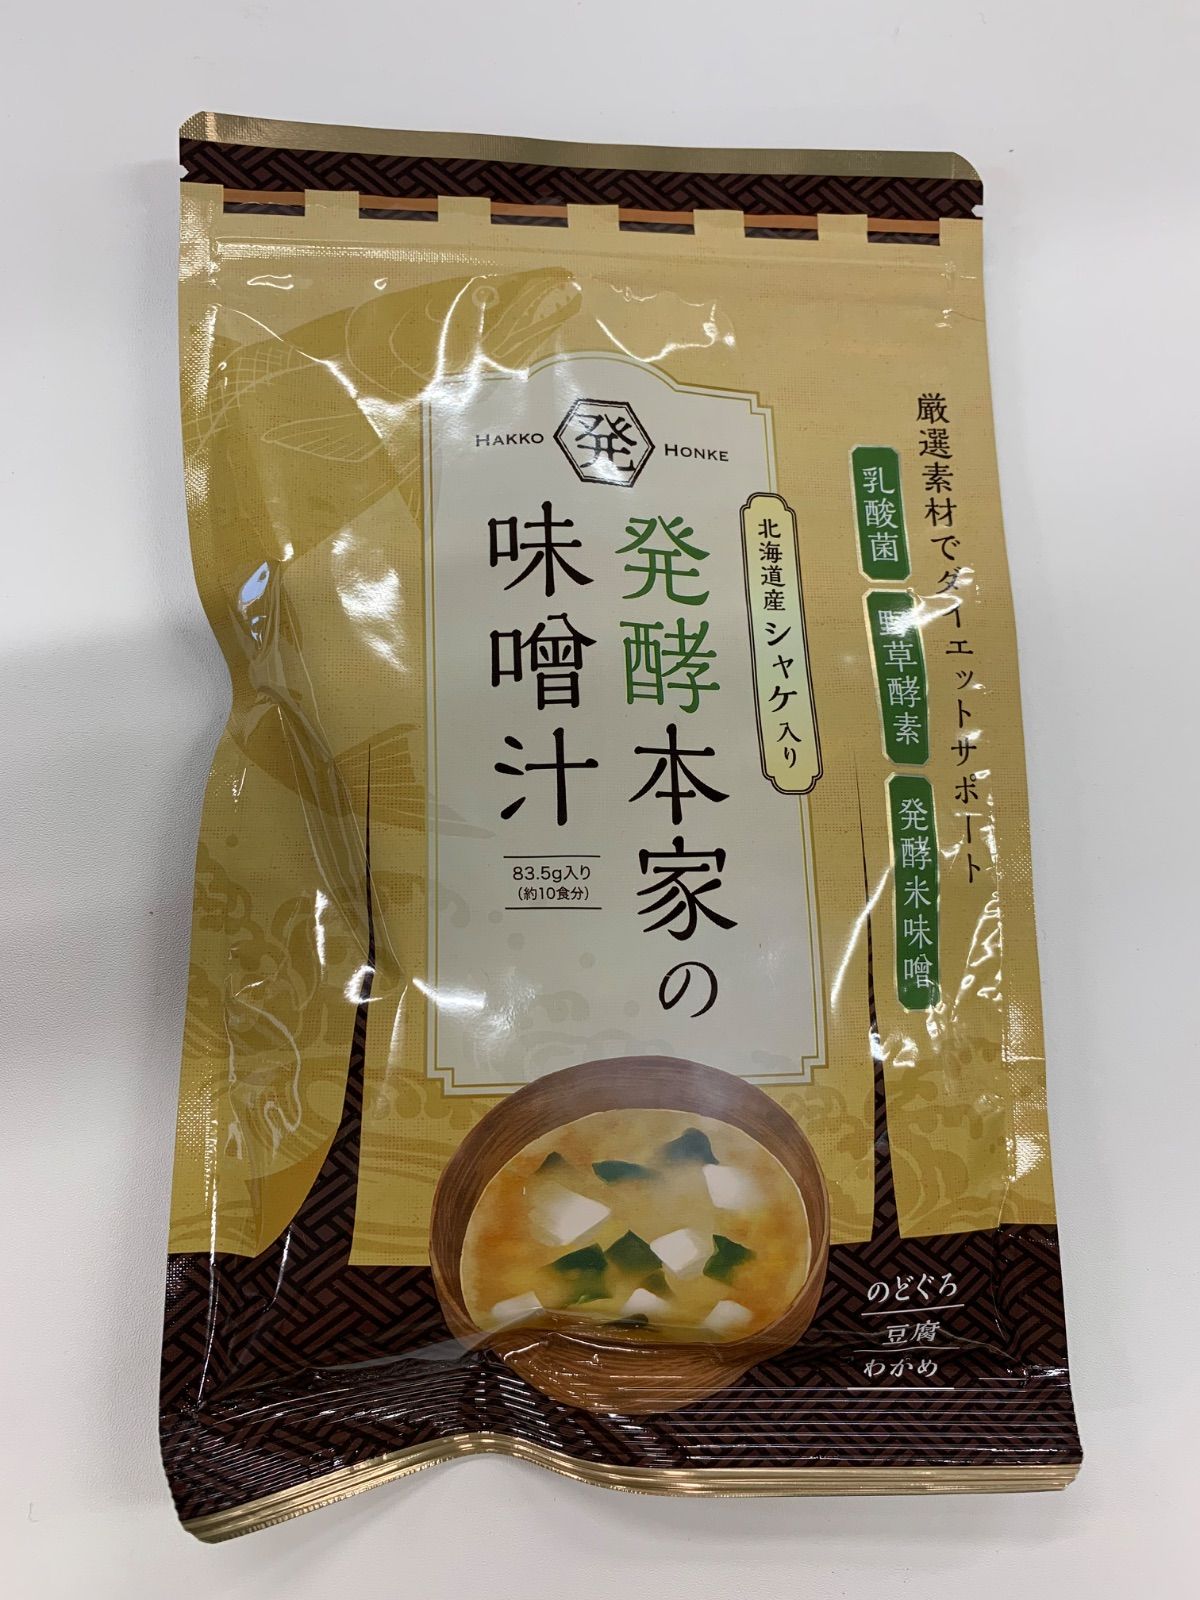 厳選素材でダイエットサポート
乳酸菌
野草酵素
発酵米味噌
HAKKO
発
HONKE
北海道産シャケ入り
発酵本家の
味噌汁
83.5g入り
(約10食分)
のどぐろ
豆腐
わかめ